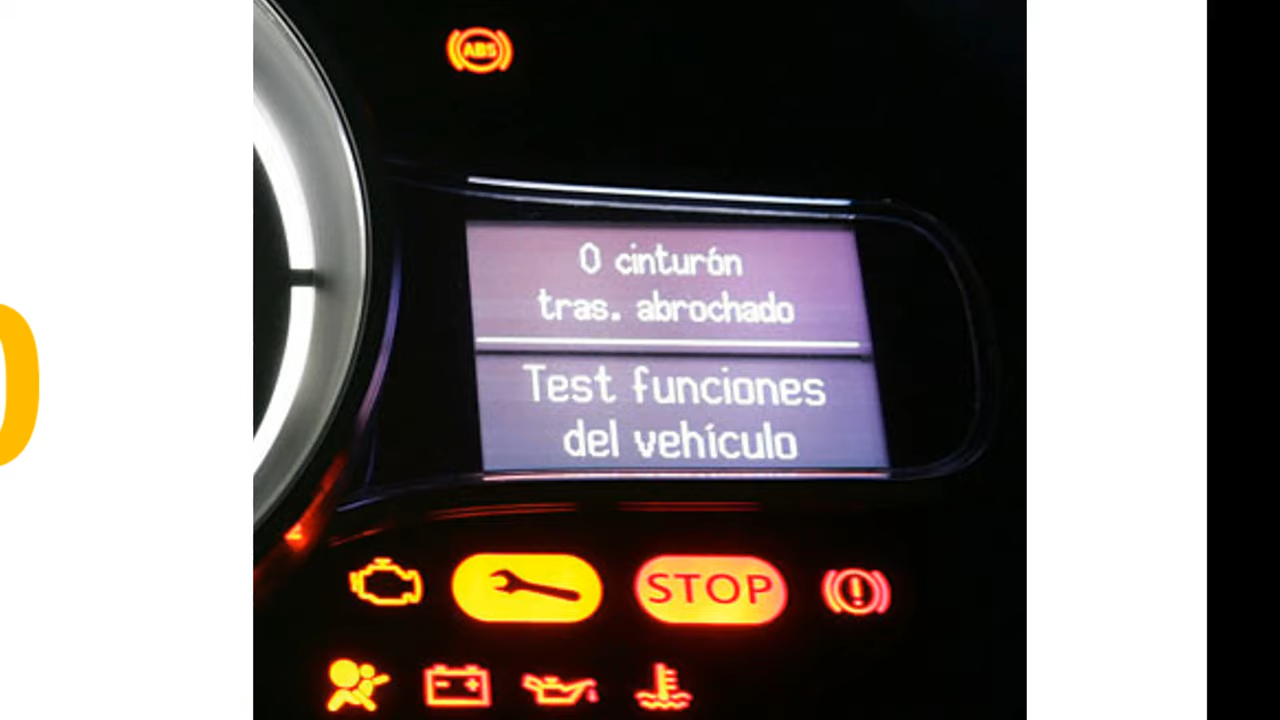 ABS
0 cinturón
tras. abrochado
Test funciones
del vehículo
STOP